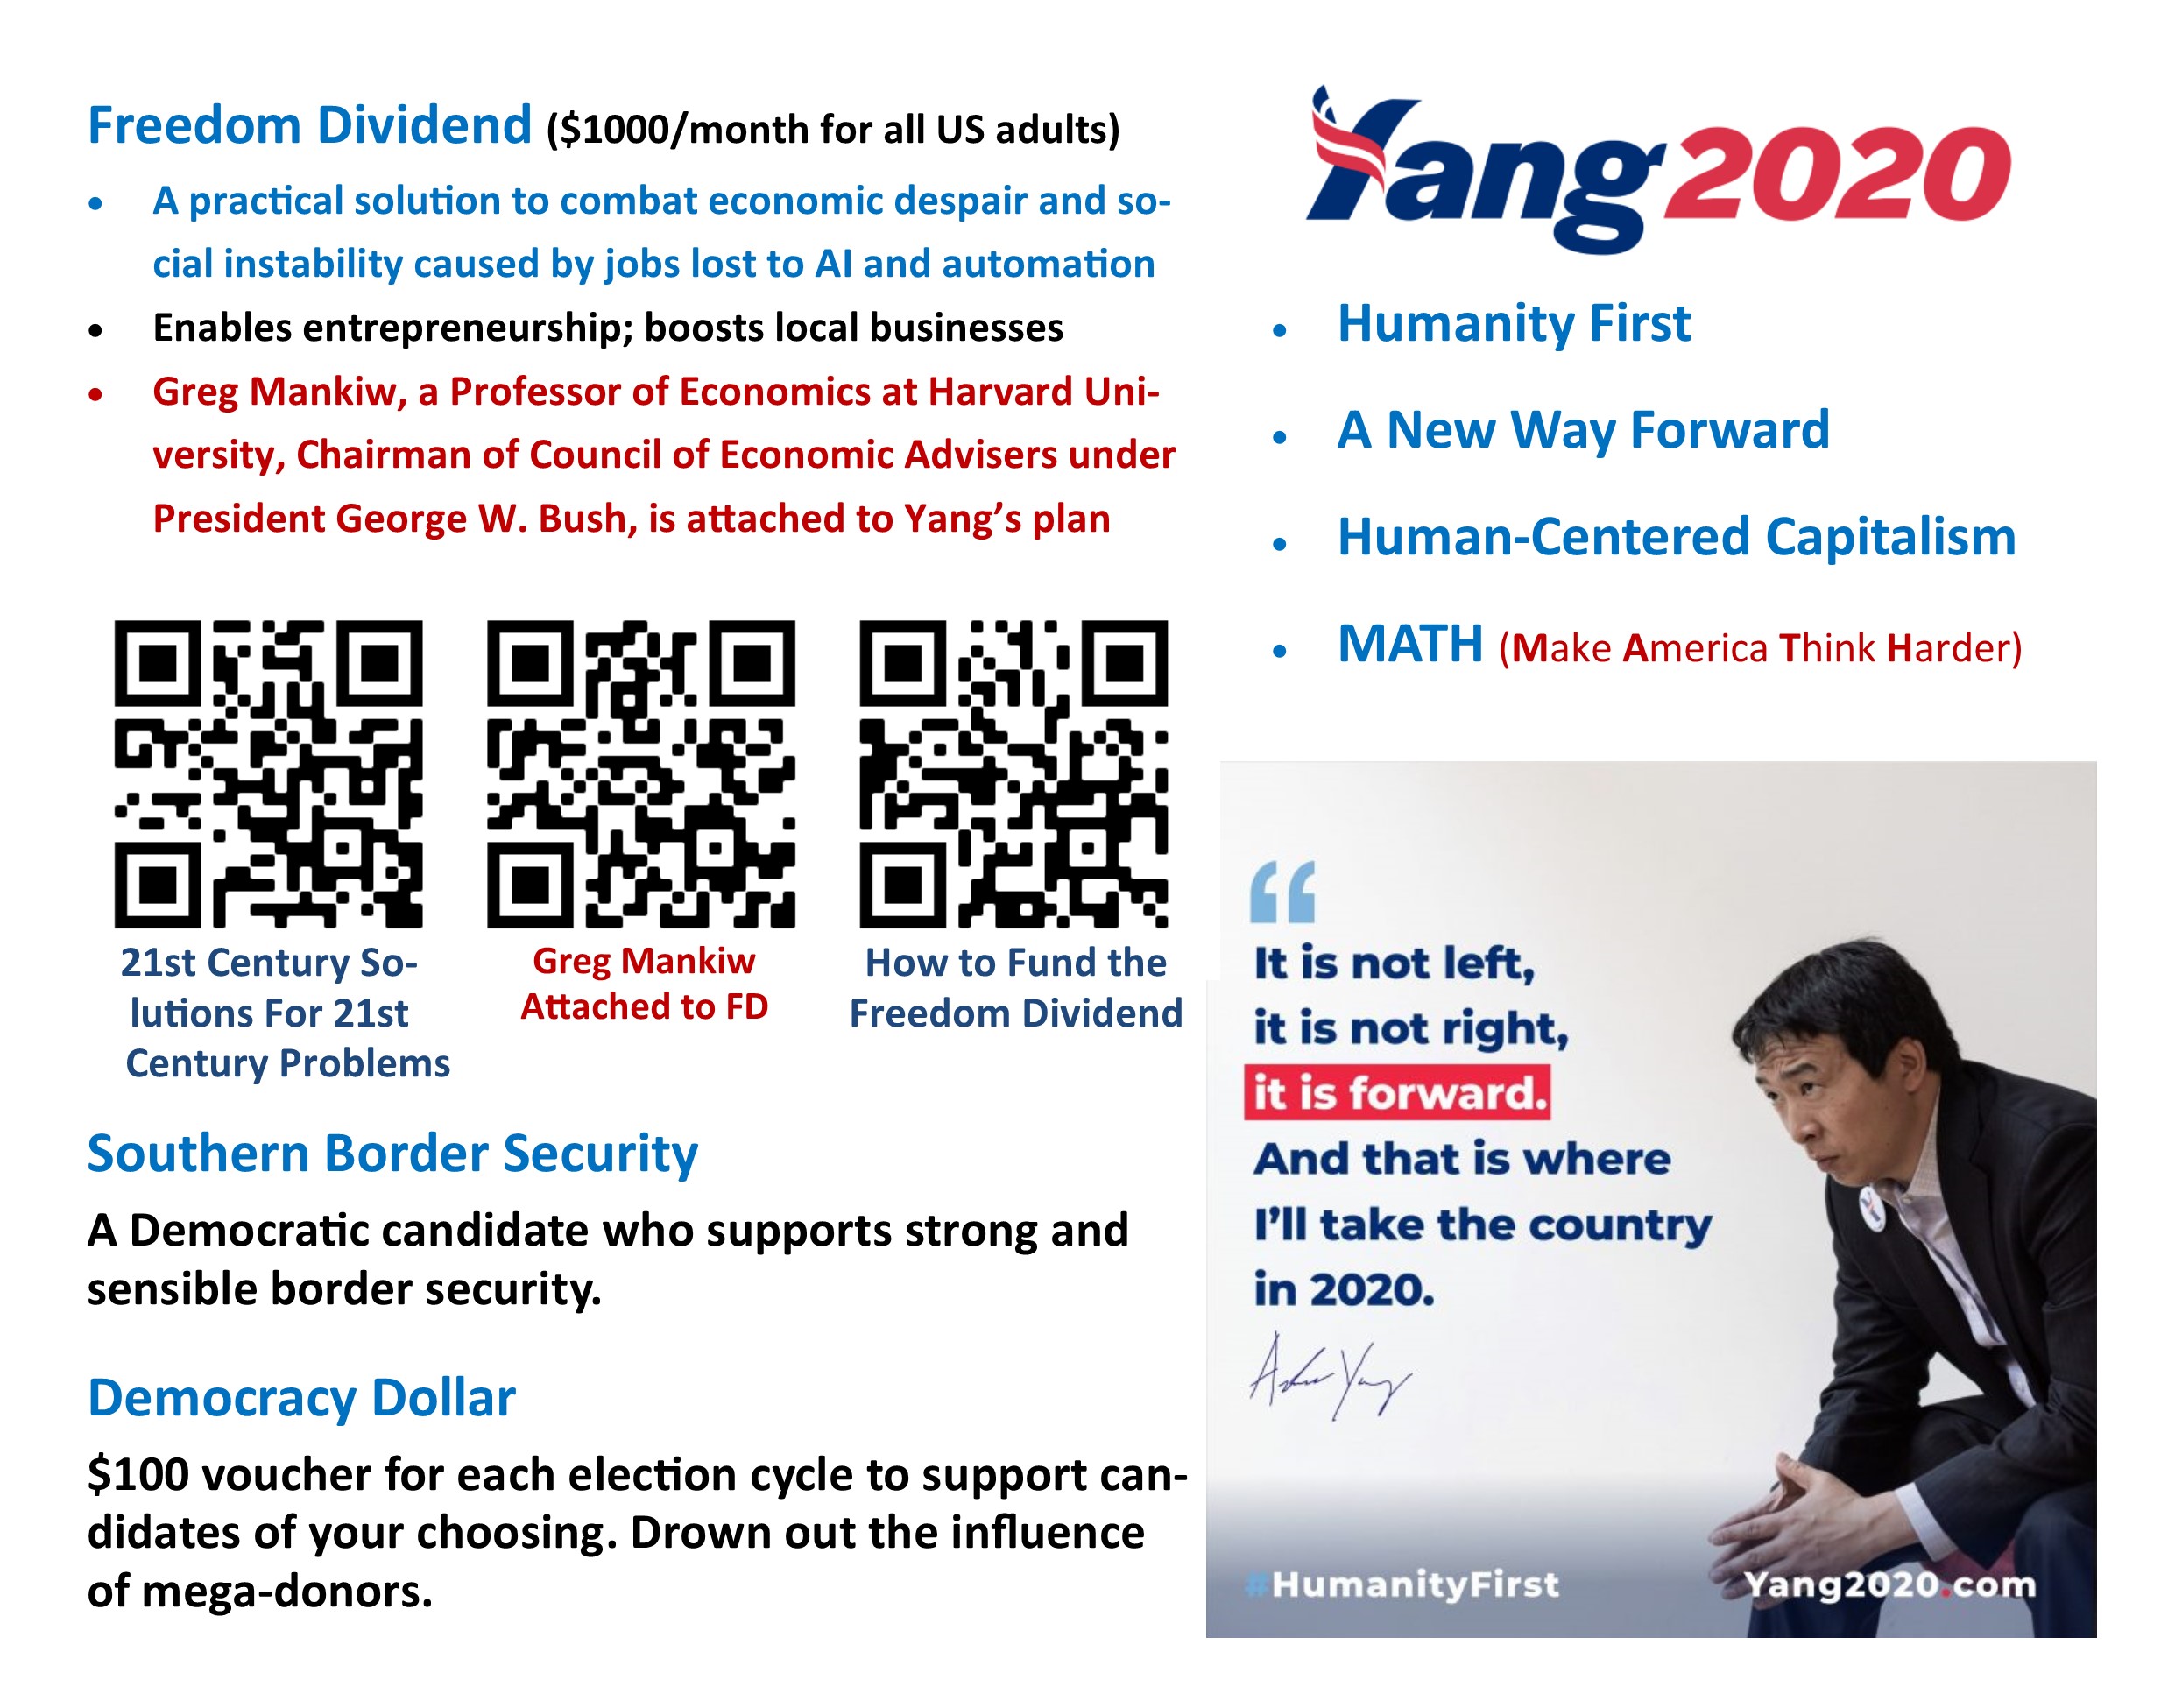 Freedom Dividend ($1000/month for all US adults)
• A practical solution to combat economic despair and so-
cial instability caused by jobs lost to AI and automation
• Enables entrepreneurship; boosts local businesses
• Greg Mankiw, a Professor of Economics at Harvard Uni-
versity, Chairman of Council of Economic Advisers under
President George W. Bush, is attached to Yang's plan
21st Century So-
lutions For 21st
Century Problems
Greg Mankiw
Attached to FD
How to Fund the
Freedom Dividend
Southern Border Security
A Democratic candidate who supports strong and
sensible border security.
Democracy Dollar
$100 voucher for each election cycle to support can-
didates of your choosing. Drown out the influence
of mega-donors.
Yang2020
• Humanity First
• A New Way Forward
• Human-Centered Capitalism
• MATH (Make America Think Harder)
“
It is not left,
it is not right,
it is forward.
And that is where
I'll take the country
in 2020.
Andrew Yang
#HumanityFirst
Yang2020.com